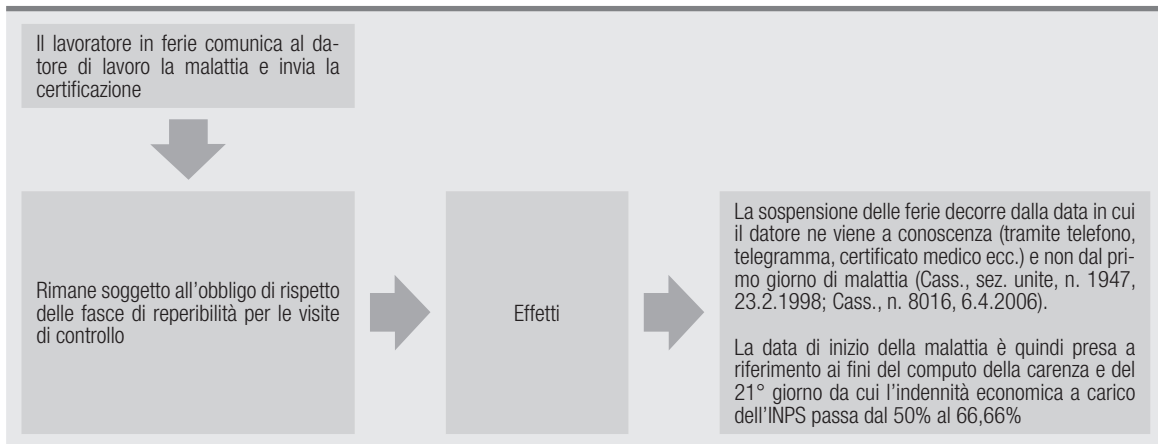 Il lavoratore in ferie comunica al da-
tore di lavoro la malattia e invia la
certificazione
Rimane soggetto all'obbligo di rispetto
delle fasce di reperibilità per le visite
di controllo
Effetti
La sospensione delle ferie decorre dalla data in cui
il datore ne viene a conoscenza (tramite telefono,
telegramma, certificato medico ecc.) e non dal pri-
mo giorno di malattia (Cass., sez. unite, n. 1947,
23.2.1998; Cass., n. 8016, 6.4.2006).
La data di inizio della malattia è quindi presa a
riferimento ai fini del computo della carenza e del
21° giorno da cui l'indennità economica a carico
dell'INPS passa dal 50% al 66,66%